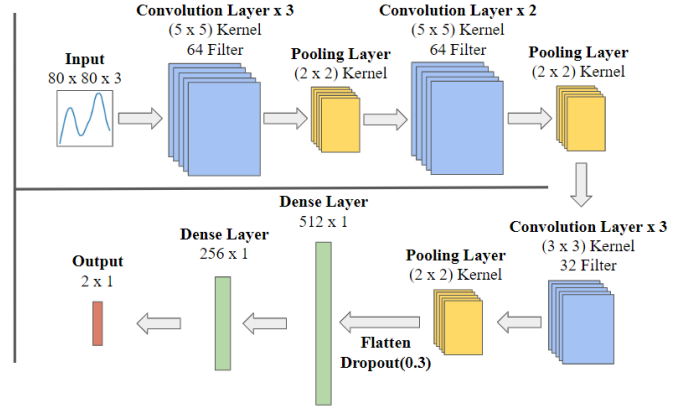 Input
80 x 80 x 3
Convolution Layer x 3
(5 x 5) Kernel
64 Filter
Pooling Layer
(2 x 2) Kernel
Convolution Layer x 2
(5 x 5) Kernel
64 Filter
Pooling Layer
(2 x 2) Kernel
Convolution Layer x 3
(3 x 3) Kernel
32 Filter
Pooling Layer
(2 x 2) Kernel
Flatten
Dropout(0.3)
Dense Layer
512 x 1
Dense Layer
256 x 1
Output
2 x 1